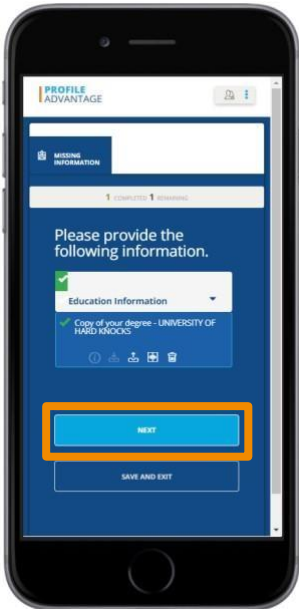 PROFILE
ADVANTAGE
MISSING
INFORMATION
1 COMPLETED 1 REMAINING
Please provide the
following information.
Education Information
Copy of your degree - UNIVERSITY OF
HARD KNOCKS
NEXT
SAVE AND EXIT